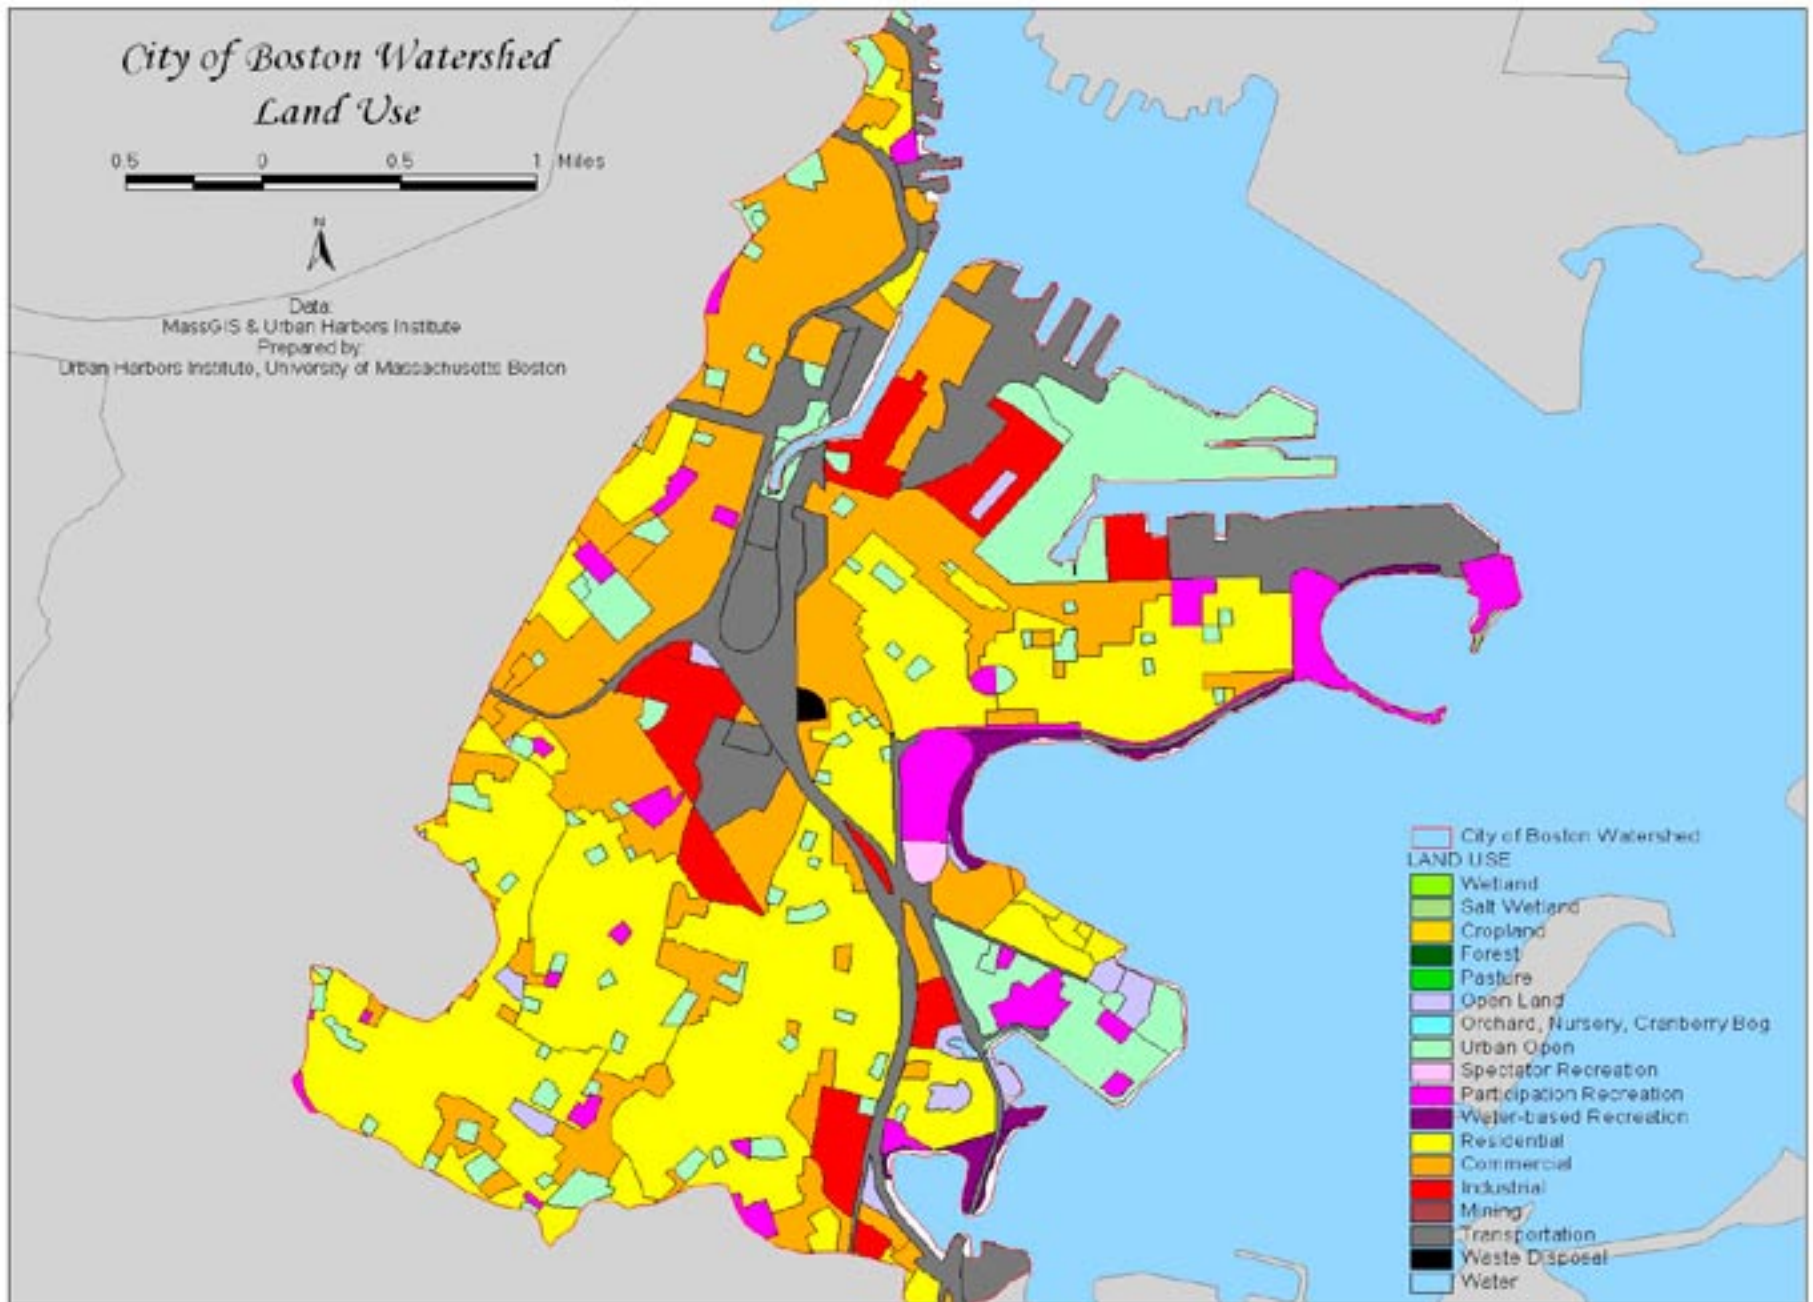 City of Boston Watershed
Land Use
0.5 0 0.5 1 Miles
N
Data:
MassGIS & Urban Harbors Institute
Prepared by:
Urban Harbors Institute, University of Massachusetts Boston
City of Boston Watershed
LAND USE
Wetland
Salt Wetland
Cropland
Forest
Pasture
Open Land
Orchard, Nursery, Cranberry Bog
Urban Open
Spectator Recreation
Participation Recreation
Water-based Recreation
Residential
Commercial
Industrial
Mining
Transportation
Waste Disposal
Water